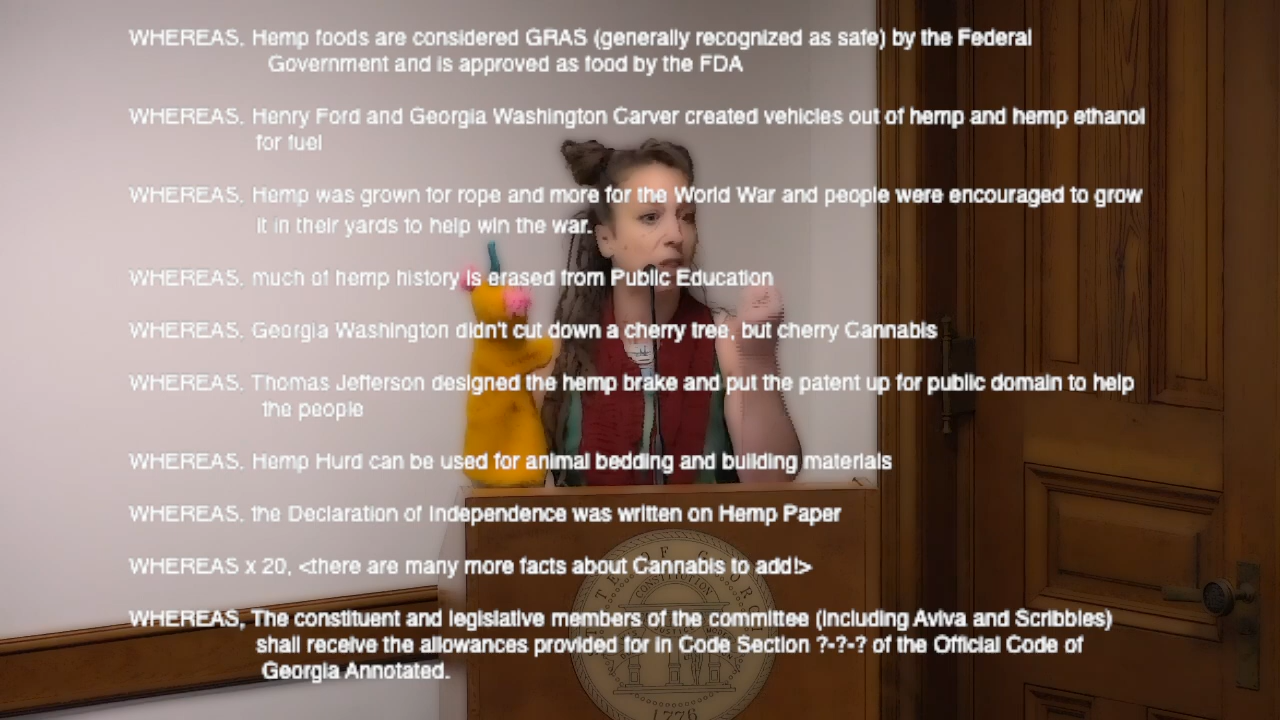 WHEREAS, Hemp foods are considered GRAS (generally recognized as safe) by the Federal
Government and is approved as food by the FDA
WHEREAS, Henry Ford and Georgia Washington Carver created vehicles out of hemp and hemp ethanol
for fuel
WHEREAS, Hemp was grown for rope and more for the World War and people were encouraged to grow
it in their yards to help win the war.
WHEREAS, much of hemp history is erased from Public Education
WHEREAS, Georgia Washington didn't cut down a cherry tree, but cherry Cannabis
WHEREAS, Thomas Jefferson designed the hemp brake and put the patent up for public domain to help
the people
WHEREAS, Hemp Hurd can be used for animal bedding and building materials
WHEREAS, the Declaration of Independence was written on Hemp Paper
WHEREAS x 20, <there are many more facts about Cannabis to add!>
WHEREAS, The constituent and legislative members of the committee (including Aviva and Scribbles)
shall receive the allowances provided for in Code Section ?-?-? of the Official Code of
Georgia Annotated.
CONSTITUTION
1776